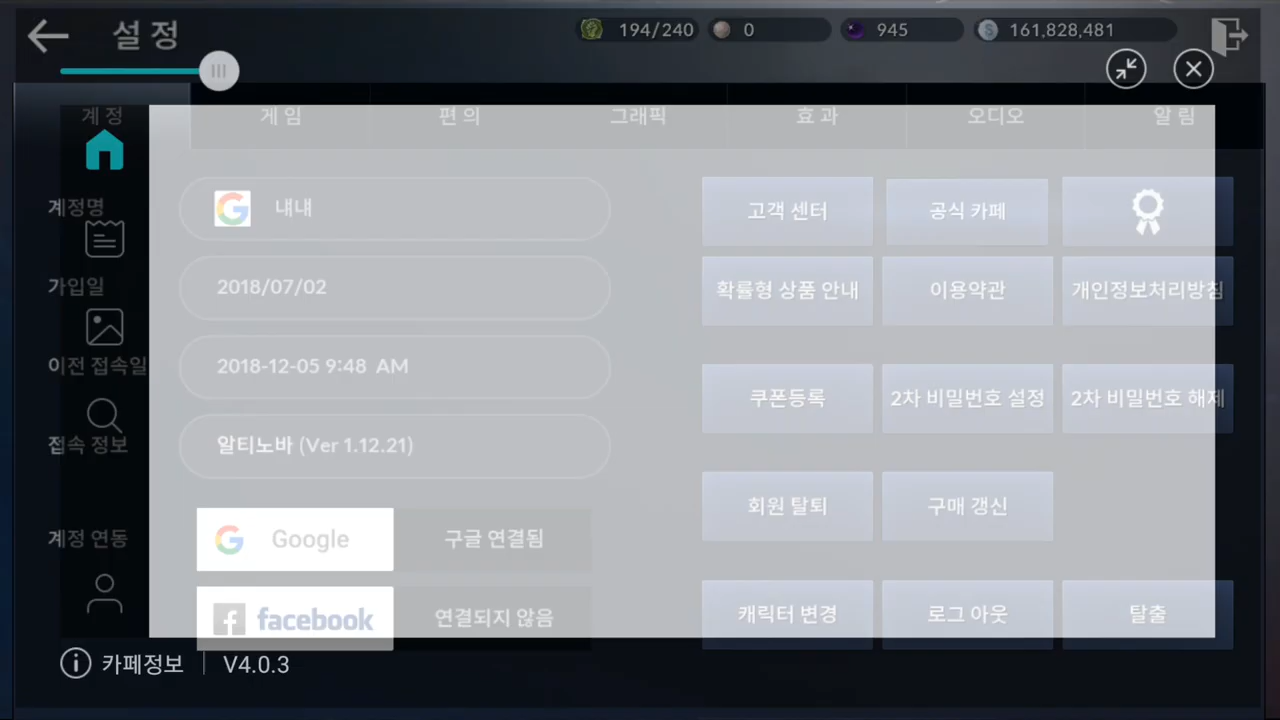 설정
194/240
0
945
161,828,481
계정
게임
편의
그래픽
효과
오디오
알림
계정명
내내
고객 센터
공식 카페
가입일
2018/07/02
확률형 상품 안내
이용약관
개인정보처리방침
이전 접속일
2018-12-05 9:48 AM
쿠폰등록
2차 비밀번호 설정
2차 비밀번호 해제
접속 정보
알티노바 (Ver 1.12.21)
회원 탈퇴
구매 갱신
계정 연동
Google
구글 연결됨
facebook
연결되지 않음
캐릭터 변경
로그 아웃
탈출
카페정보
V4.0.3